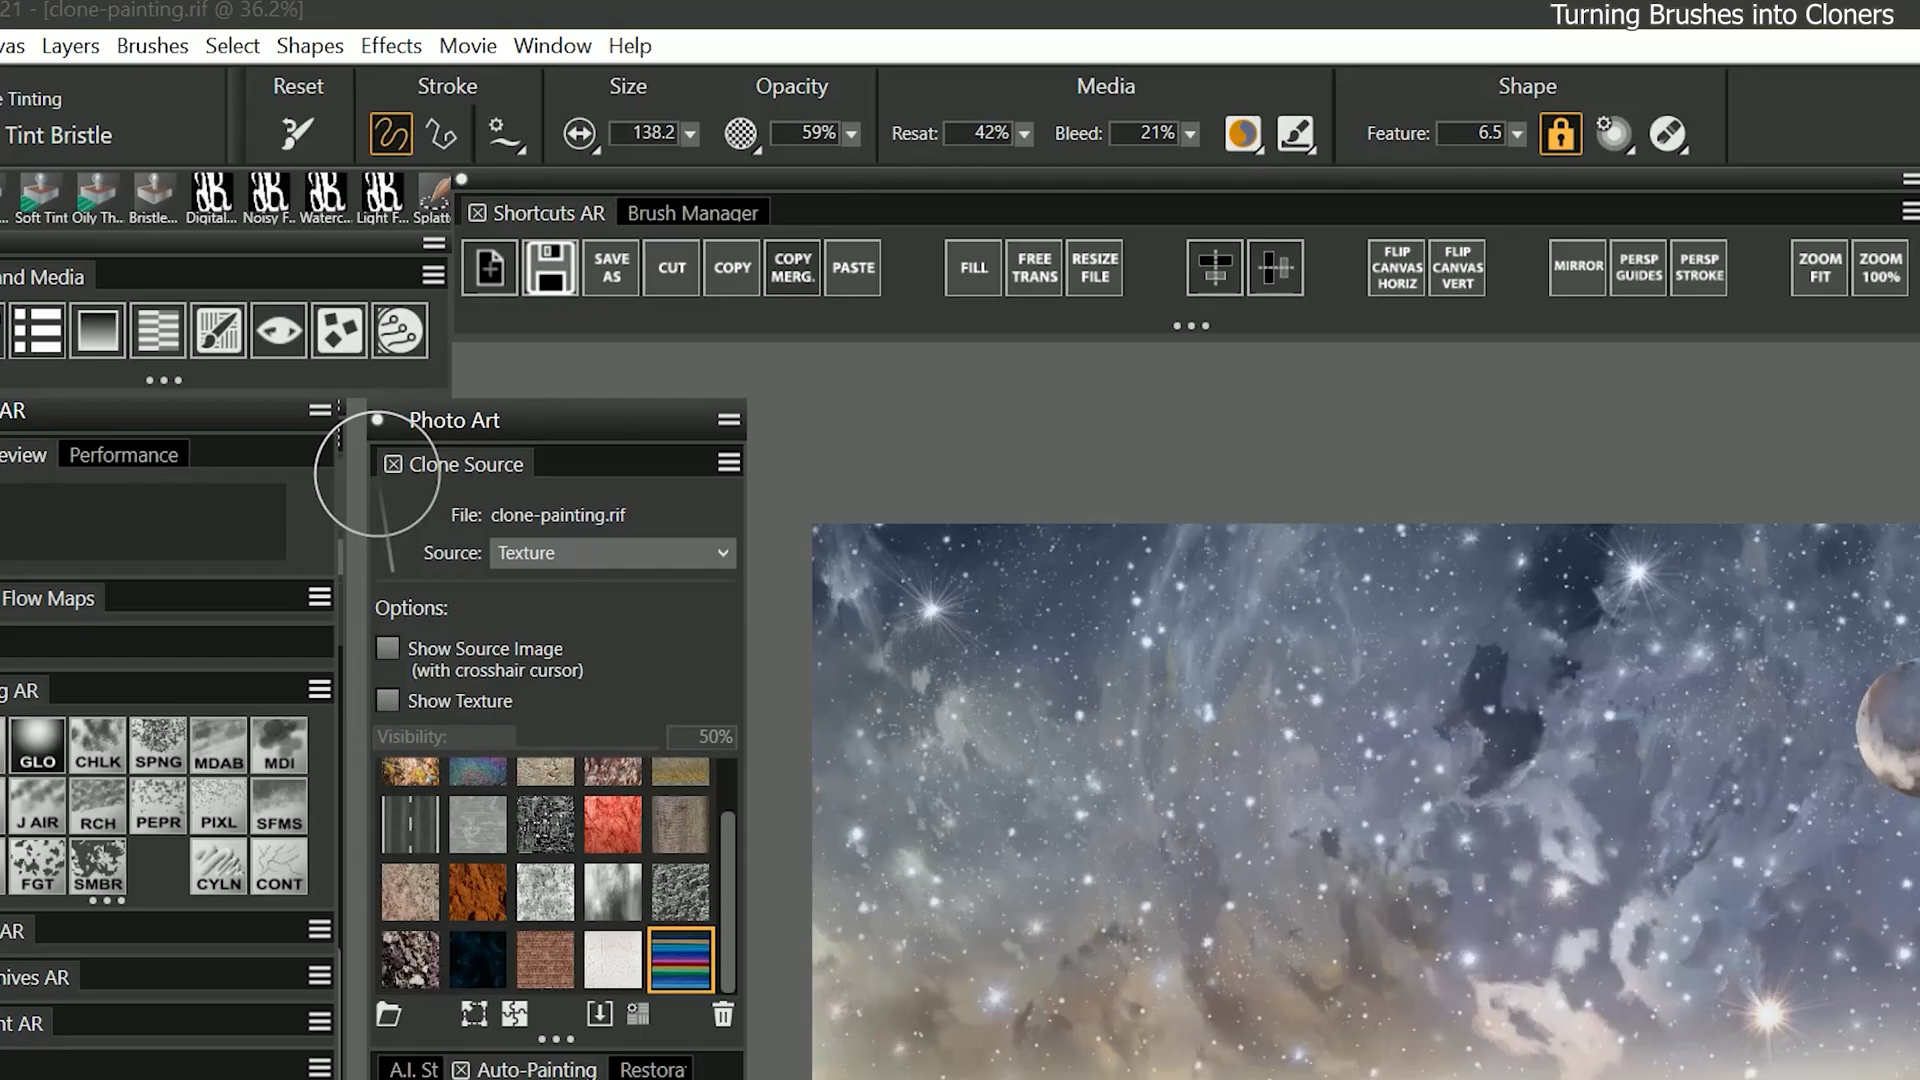 21 - [clone-painting.rif @ 36.2%]
Turning Brushes into Cloners
vas Layers Brushes Select Shapes Effects Movie Window Help
Reset Stroke Size Opacity Media Shape
e Tinting
Tint Bristle
138.2 59% Resat: 42% Bleed: 21% Feature: 6.5
... Soft Tint Oily Th... Bristle... Digital... Noisy F... Waterc... Light F... Splatt
Shortcuts AR Brush Manager
SAVE AS CUT COPY COPY MERG. PASTE FILL FREE TRANS RESIZE FILE FLIP CANVAS HORIZ FLIP CANVAS VERT MIRROR PERSP GUIDES PERSP STROKE ZOOM FIT ZOOM 100%
and Media
AR
Photo Art
eview Performance
Clone Source
File: clone-painting.rif
Source: Texture
Flow Maps
Options:
Show Source Image
(with crosshair cursor)
g AR
Show Texture
Visibility: 50%
GLO CHLK SPNG MDAB MDI
J AIR RCH PEPR PIXL SFMS
FGT SMBR CYLN CONT
AR
hives AR
nt AR
A.I. St Auto-Painting Restora